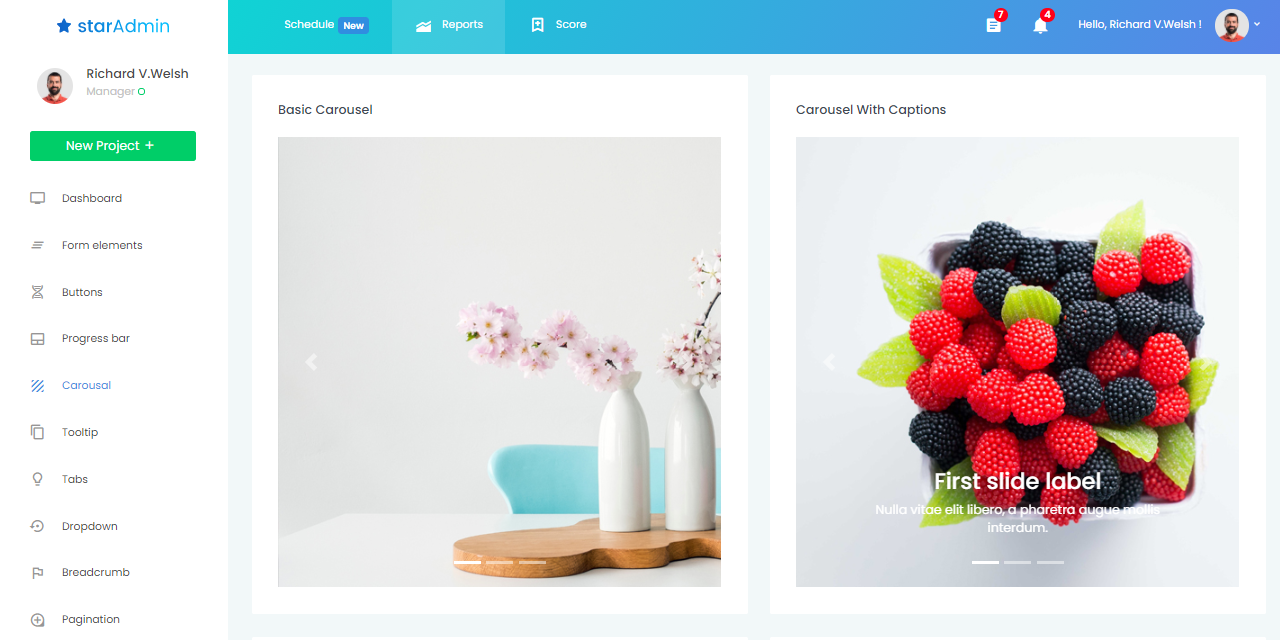 starAdmin
Schedule New
Reports
Score
7
4
Hello, Richard V.Welsh !
Richard V.Welsh
Manager
New Project +
Dashboard
Form elements
Buttons
Progress bar
Carousal
Tooltip
Tabs
Dropdown
Breadcrumb
Pagination
Basic Carousel
Carousel With Captions
First slide label
Nulla vitae elit libero, a pharetra augue mollis
interdum.